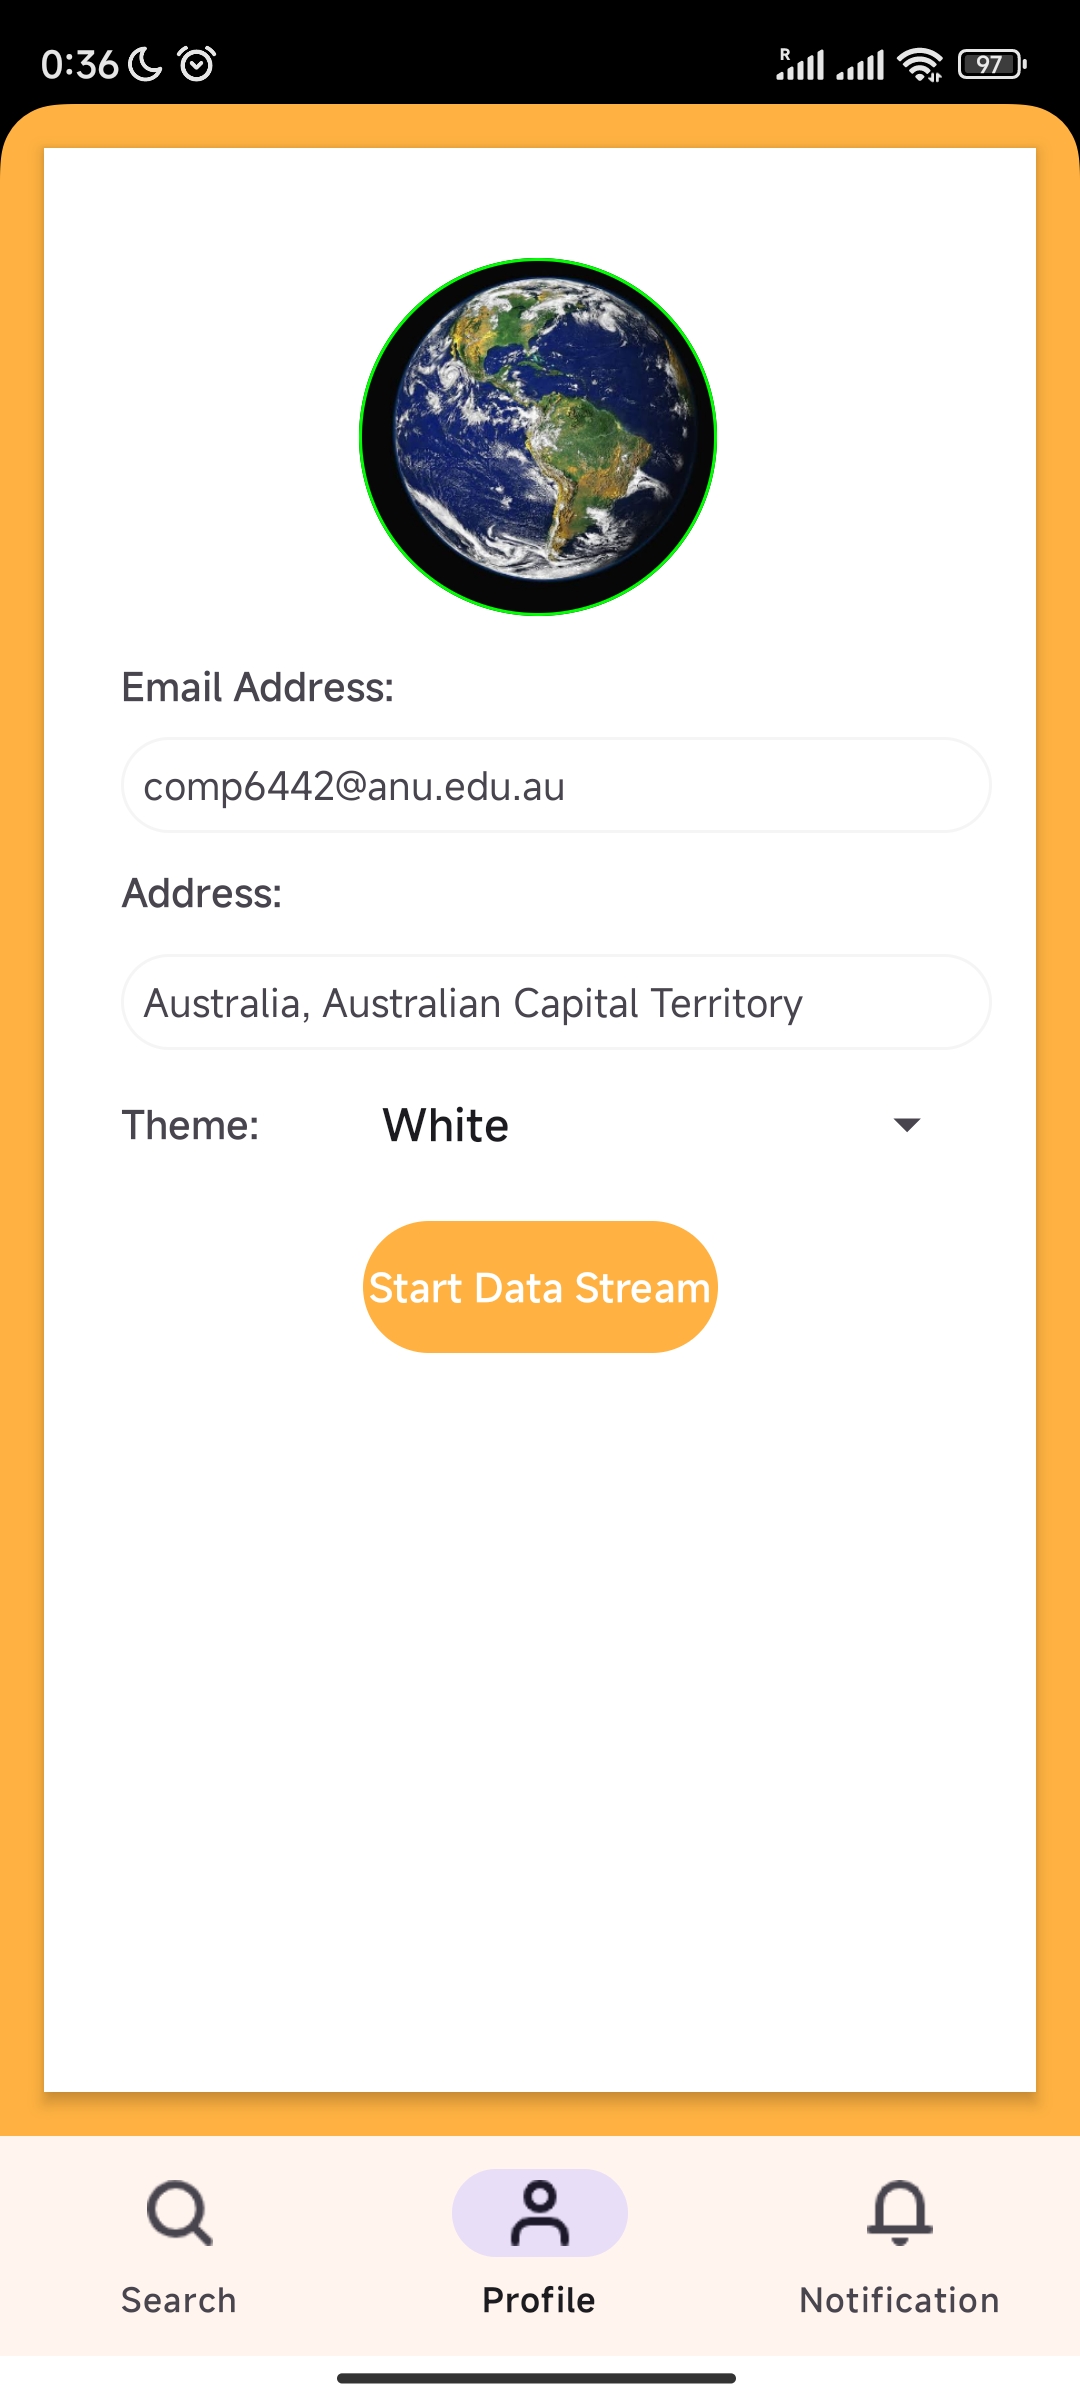 0:36
R
97
Email Address:
comp6442@anu.edu.au
Address:
Australia, Australian Capital Territory
Theme: White
Start Data Stream
Search Profile Notification